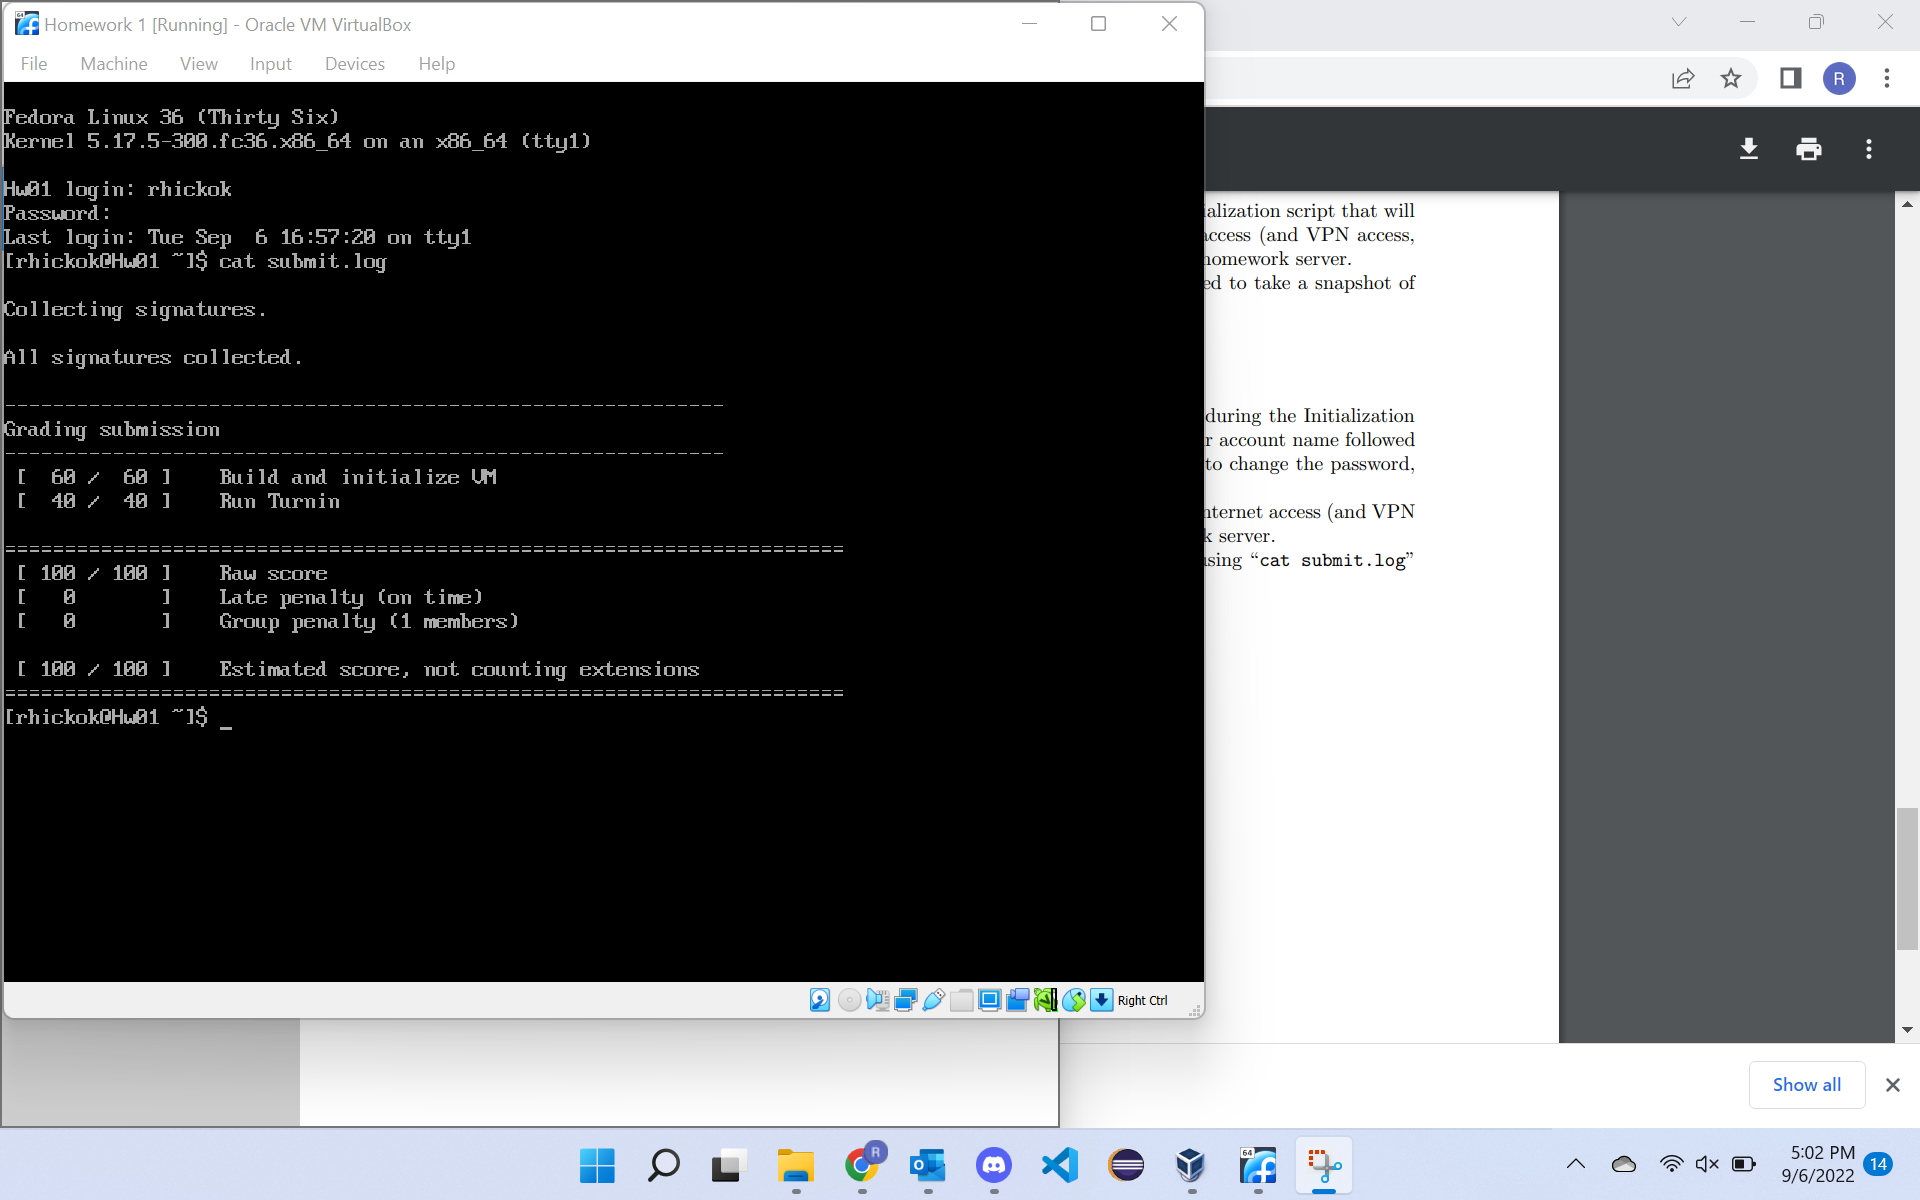 Homework 1 [Running] - Oracle VM VirtualBox
File Machine View Input Devices Help
Fedora Linux 36 (Thirty Six)
Kernel 5.17.5-300.fc36.x86_64 on an x86_64 (tty1)
Hw01 login: rhickok
Password:
Last login: Tue Sep  6 16:57:20 on tty1
[rhickok@Hw01 ~]$ cat submit.log
Collecting signatures.
All signatures collected.
------------------------------------------------------------
Grading submission
------------------------------------------------------------
[  60 /  60 ]    Build and initialize VM
[  40 /  40 ]    Run Turnin
======================================================================
[ 100 / 100 ]    Raw score
[   0       ]    Late penalty (on time)
[   0       ]    Group penalty (1 members)
[ 100 / 100 ]    Estimated score, not counting extensions
======================================================================
[rhickok@Hw01 ~]$ _
Right Ctrl
R
script that will
access (and VPN access,
homework server.
to take a snapshot of
during the Initialization
account name followed
to change the password,
internet access (and VPN
server.
using “cat submit.log”
Show all
R
64
5:02 PM
9/6/2022
14